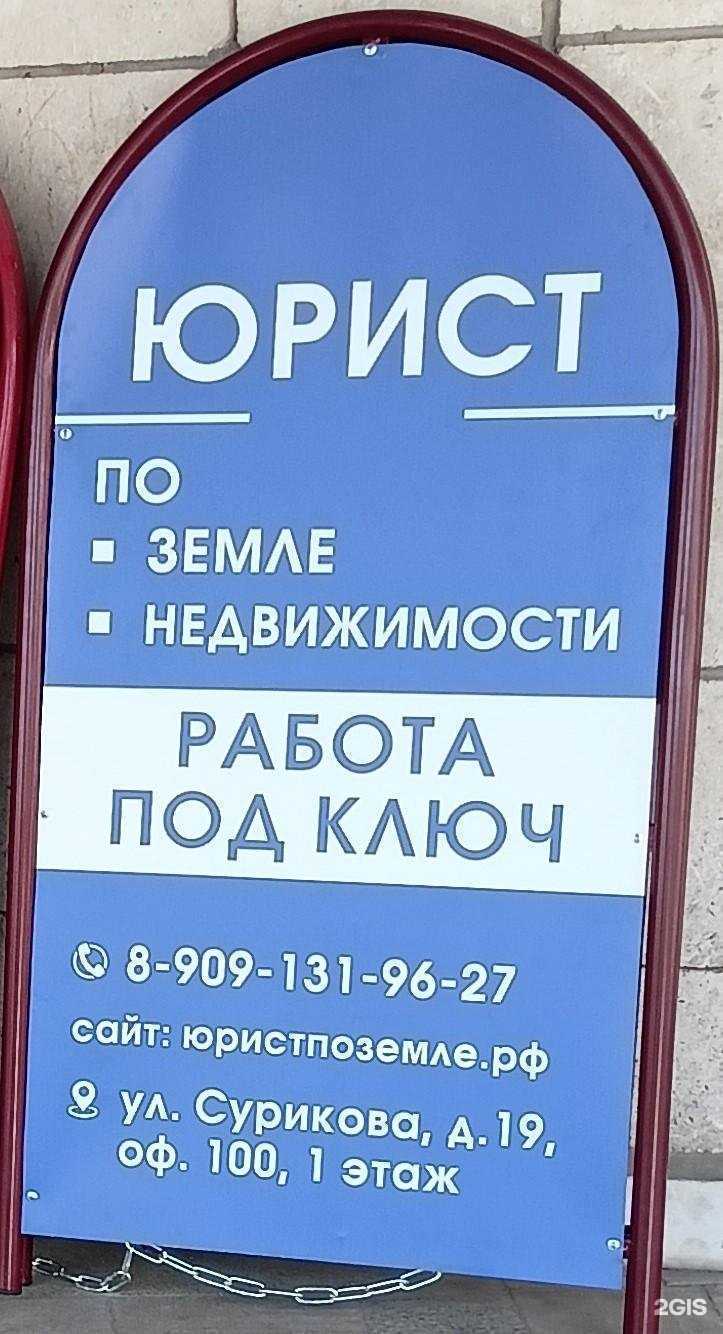 ЮРИСТ
ПО
▪ ЗЕМЛЕ
▪ НЕДВИЖИМОСТИ
РАБОТА
ПОД КЛЮЧ
8-909-131-96-27
сайт: юристпоземле.рф
ул. Сурикова, д.19,
оф. 100, 1 этаж
2GIS